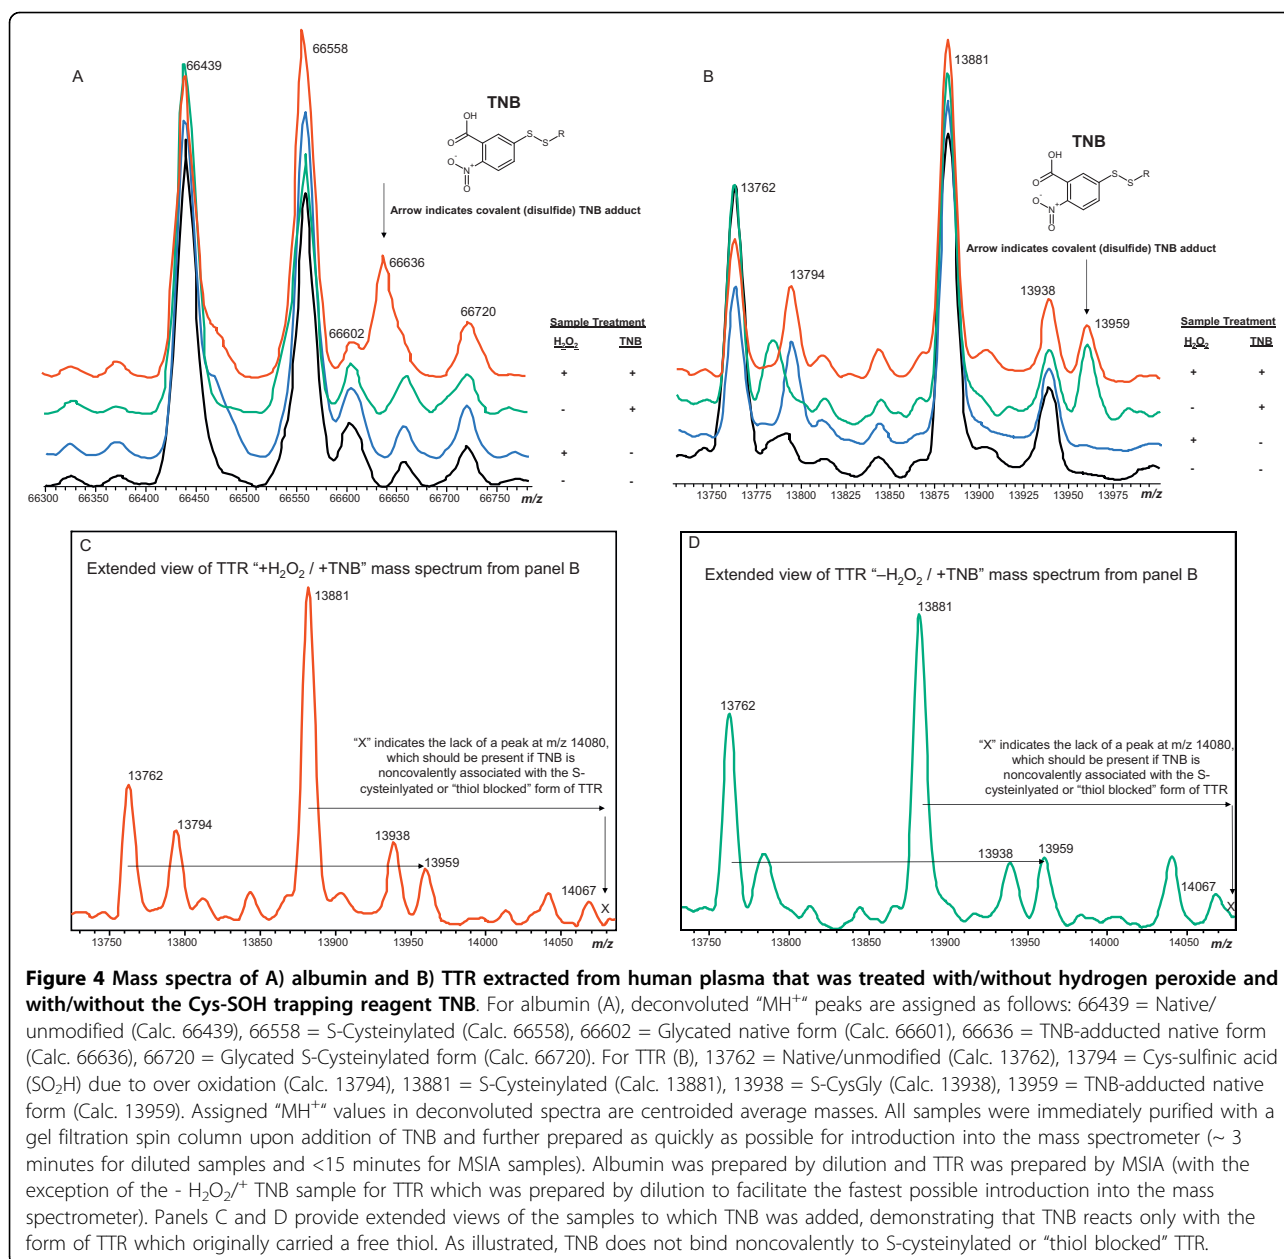 A
66439
66558
TNB
OH
O
S
S
R
O-
N+
O
Arrow indicates covalent (disulfide) TNB adduct
66636
66602
66720
Sample Treatment
H2O2 TNB
+ +
- +
+ -
- -
66300 66350 66400 66450 66500 66550 66600 66650 66700 66750 m/z
B
13881
13762
TNB
OH
O
S
S
R
O-
N+
O
Arrow indicates covalent (disulfide) TNB adduct
13794
13938
13959
Sample Treatment
H2O2 TNB
+ +
- +
+ -
- -
13750 13775 13800 13825 13850 13875 13900 13925 13950 13975 m/z
C
Extended view of TTR “+H2O2 / +TNB” mass spectrum from panel B
13881
“X” indicates the lack of a peak at m/z 14080,
which should be present if TNB is
noncovalently associated with the S-
cysteinlyated or “thiol blocked” form of TTR
13762
13794
13938
13959
14067
X
13750 13800 13850 13900 13950 14000 14050 m/z
D
Extended view of TTR “–H2O2 / +TNB” mass spectrum from panel B
13881
13762
“X” indicates the lack of a peak at m/z 14080,
which should be present if TNB is
noncovalently associated with the S-
cysteinlyated or “thiol blocked” form of TTR
13938
13959
14067
X
13750 13800 13850 13900 13950 14000 14050 m/z
Figure 4 Mass spectra of A) albumin and B) TTR extracted from human plasma that was treated with/without hydrogen peroxide and
with/without the Cys-SOH trapping reagent TNB. For albumin (A), deconvoluted “MH+“ peaks are assigned as follows: 66439 = Native/
unmodified (Calc. 66439), 66558 = S-Cysteinylated (Calc. 66558), 66602 = Glycated native form (Calc. 66601), 66636 = TNB-adducted native form
(Calc. 66636), 66720 = Glycated S-Cysteinylated form (Calc. 66720). For TTR (B), 13762 = Native/unmodified (Calc. 13762), 13794 = Cys-sulfinic acid
(SO2H) due to over oxidation (Calc. 13794), 13881 = S-Cysteinylated (Calc. 13881), 13938 = S-CysGly (Calc. 13938), 13959 = TNB-adducted native
form (Calc. 13959). Assigned “MH+“ values in deconvoluted spectra are centroided average masses. All samples were immediately purified with a
gel filtration spin column upon addition of TNB and further prepared as quickly as possible for introduction into the mass spectrometer (~ 3
minutes for diluted samples and <15 minutes for MSIA samples). Albumin was prepared by dilution and TTR was prepared by MSIA (with the
exception of the - H2O2/+ TNB sample for TTR which was prepared by dilution to facilitate the fastest possible introduction into the mass
spectrometer). Panels C and D provide extended views of the samples to which TNB was added, demonstrating that TNB reacts only with the
form of TTR which originally carried a free thiol. As illustrated, TNB does not bind noncovalently to S-cysteinylated or “thiol blocked” TTR.